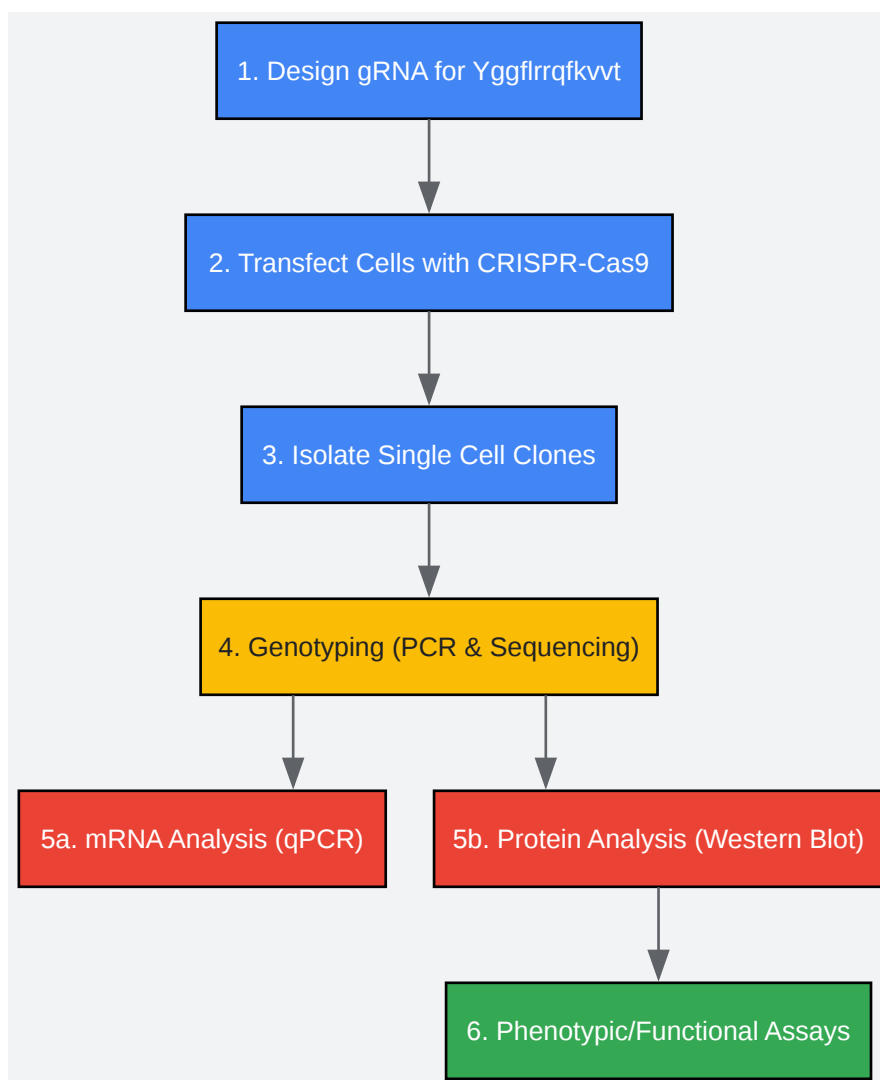 1. Design gRNA for Yggflrrqfkvvt
2. Transfect Cells with CRISPR-Cas9
3. Isolate Single Cell Clones
4. Genotyping (PCR & Sequencing)
5a. mRNA Analysis (qPCR)
5b. Protein Analysis (Western Blot)
6. Phenotypic/Functional Assays